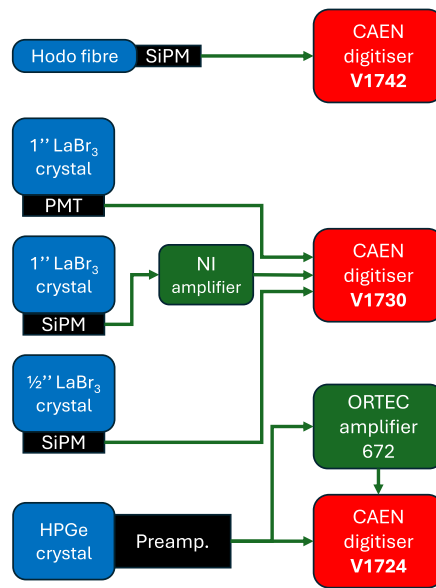 Hodo fibre
SiPM
CAEN
digitiser
V1742
1’’ LaBr₃
crystal
PMT
1’’ LaBr₃
crystal
SiPM
NI
amplifier
CAEN
digitiser
V1730
½’’ LaBr₃
crystal
SiPM
ORTEC
amplifier
672
HPGe
crystal
Preamp.
CAEN
digitiser
V1724